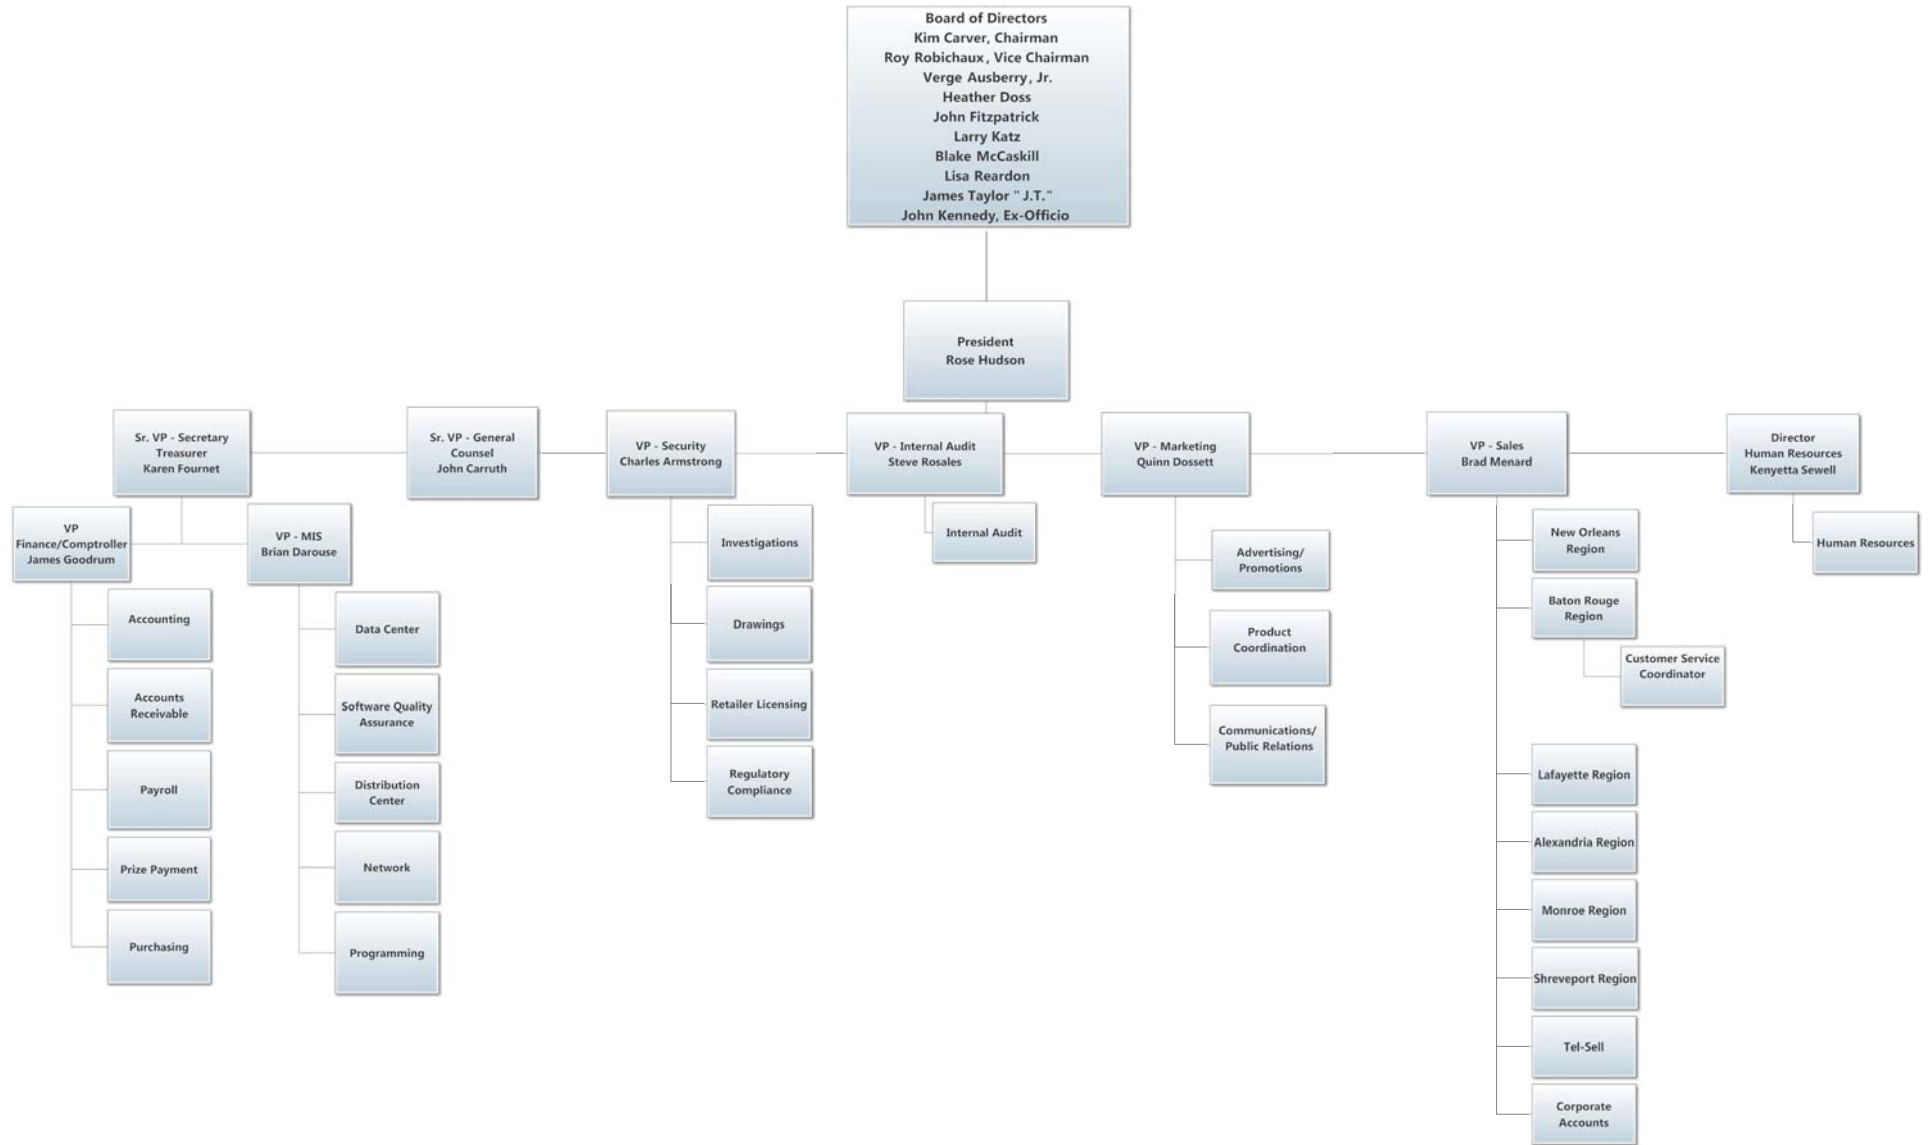 Board of Directors
Kim Carver, Chairman
Roy Robichaux, Vice Chairman
Verge Ausberry, Jr.
Heather Doss
John Fitzpatrick
Larry Katz
Blake McCaskill
Lisa Reardon
James Taylor "J.T."
John Kennedy, Ex-Officio
President
Rose Hudson
Sr. VP - Secretary
Treasurer
Karen Fournet
Sr. VP - General
Counsel
John Carruth
VP - Security
Charles Armstrong
VP - Internal Audit
Steve Rosales
VP - Marketing
Quinn Dossett
VP - Sales
Brad Menard
Director
Human Resources
Kenyetta Sewell
VP
Finance/Comptroller
James Goodrum
VP - MIS
Brian Darouse
Accounting
Accounts
Receivable
Payroll
Prize Payment
Purchasing
Data Center
Software Quality
Assurance
Distribution
Center
Network
Programming
Investigations
Drawings
Retailer Licensing
Regulatory
Compliance
Internal Audit
Advertising/
Promotions
Product
Coordination
Communications/
Public Relations
New Orleans
Region
Baton Rouge
Region
Customer Service
Coordinator
Lafayette Region
Alexandria Region
Monroe Region
Shreveport Region
Tel-Sell
Corporate
Accounts
Human Resources